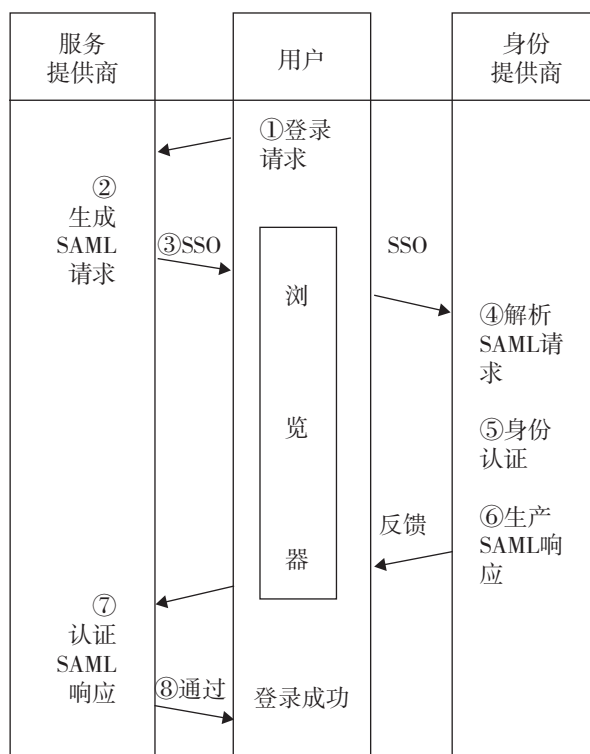 服务
提供商
用户
身份
提供商
①登录
请求
②
生成
SAML
请求
③SSO
SSO
浏
览
器
④解析
SAML请
求
⑤身份
认证
⑥生产
SAML响
应
反馈
⑦
认证
SAML
响应
⑧通过
登录成功